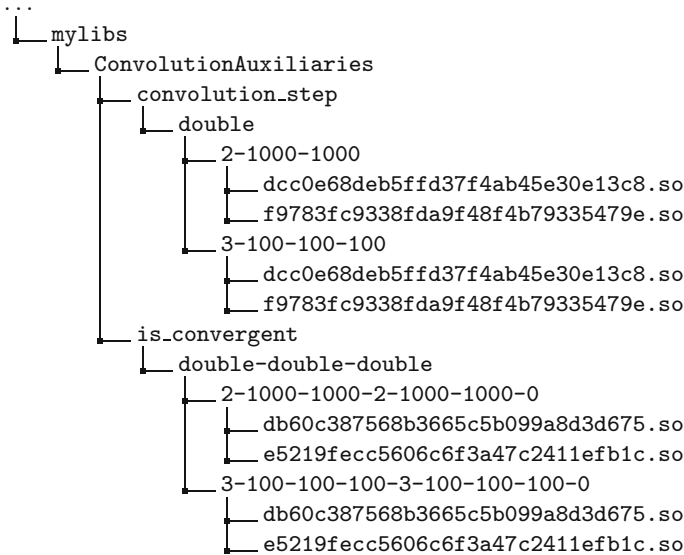 ...
mylibs
ConvolutionAuxiliaries
convolution_step
double
2-1000-1000
dcc0e68deb5ffd37f4ab45e30e13c8.so
f9783fc9338fda9f48f4b79335479e.so
3-100-100-100
dcc0e68deb5ffd37f4ab45e30e13c8.so
f9783fc9338fda9f48f4b79335479e.so
is_convergent
double-double-double
2-1000-1000-2-1000-1000-0
db60c387568b3665c5b099a8d3d675.so
e5219fecc5606c6f3a47c2411efb1c.so
3-100-100-100-3-100-100-100-0
db60c387568b3665c5b099a8d3d675.so
e5219fecc5606c6f3a47c2411efb1c.so